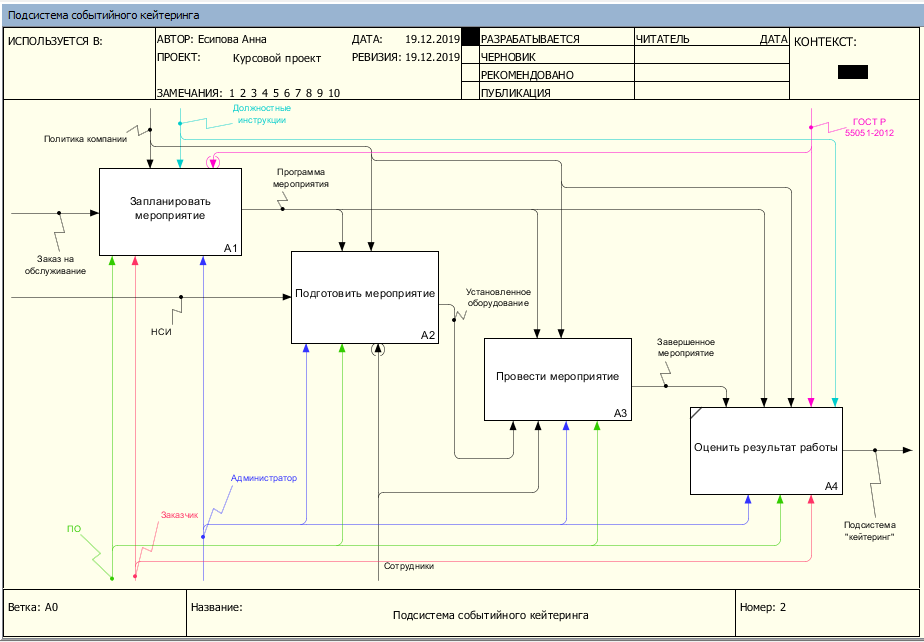 Подсистема событийного кейтеринга
ИСПОЛЬЗУЕТСЯ В:
АВТОР: Есипова Анна
ДАТА: 19.12.2019
РАЗРАБАТЫВАЕТСЯ
ЧИТАТЕЛЬ
ДАТА
КОНТЕКСТ:
ПРОЕКТ: Курсовой проект
РЕВИЗИЯ: 19.12.2019
ЧЕРНОВИК
РЕКОМЕНДОВАНО
ЗАМЕЧАНИЯ: 1 2 3 4 5 6 7 8 9 10
ПУБЛИКАЦИЯ
Должностные
инструкции
Политика компании
ГОСТ Р
55051-2012
Программа
мероприятия
Запланировать
мероприятие
A1
Заказ на
обслуживание
Подготовить мероприятие
A2
Установленное
оборудование
НСИ
Завершенное
мероприятие
Провести мероприятие
A3
Оценить результат работы
A4
Администратор
Заказчик
ПО
Подсистема
"кейтеринг"
Сотрудники
Ветка: A0
Название:
Подсистема событийного кейтеринга
Номер: 2